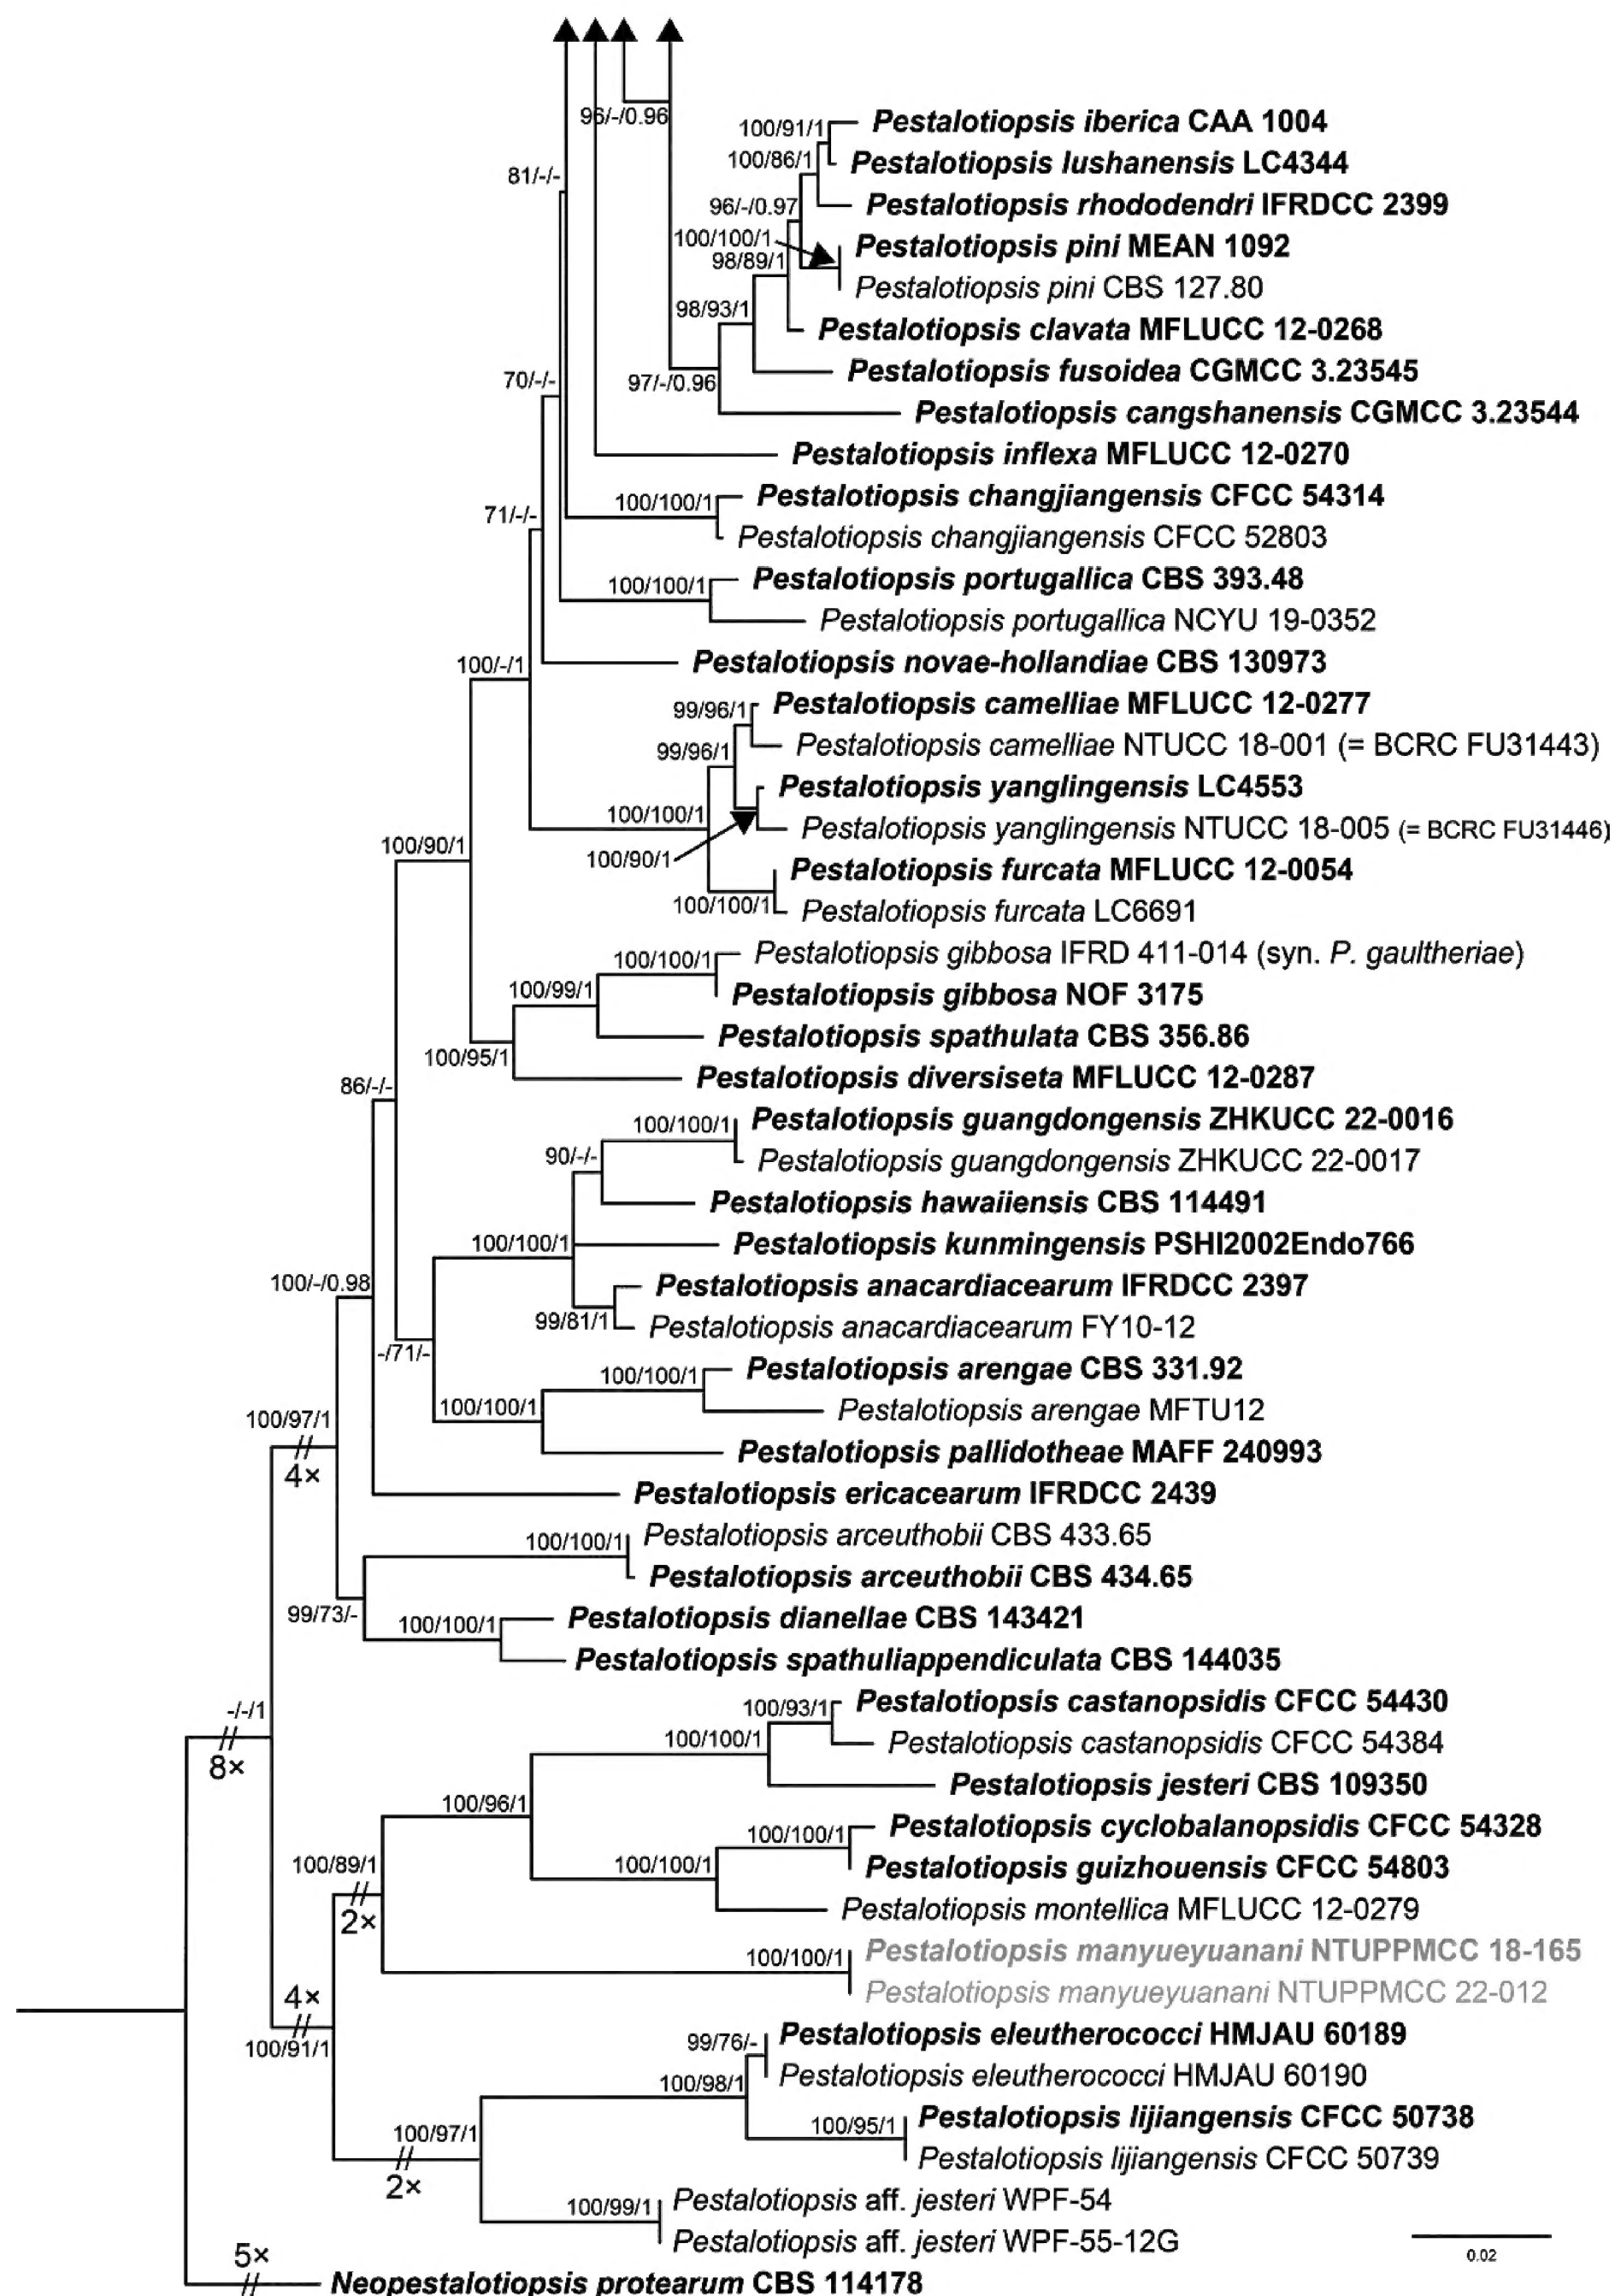 96/-/0.96
100/91/1 Pestalotiopsis iberica CAA 1004
100/86/1 Pestalotiopsis lushanensis LC4344
81/-/-
96/-/0.97 Pestalotiopsis rhododendri IFRDCC 2399
100/100/1 Pestalotiopsis pini MEAN 1092
98/89/1
Pestalotiopsis pini CBS 127.80
98/93/1
Pestalotiopsis clavata MFLUCC 12-0268
Pestalotiopsis fusoidea CGMCC 3.23545
70/-/- 97/-/0.96
Pestalotiopsis cangshanensis CGMCC 3.23544
Pestalotiopsis inflexa MFLUCC 12-0270
100/100/1 Pestalotiopsis changjiangensis CFCC 54314
71/-/-
Pestalotiopsis changjiangensis CFCC 52803
100/100/1 Pestalotiopsis portugallica CBS 393.48
Pestalotiopsis portugallica NCYU 19-0352
100/-/1 Pestalotiopsis novae-hollandiae CBS 130973
99/96/1 Pestalotiopsis camelliae MFLUCC 12-0277
99/96/1 Pestalotiopsis camelliae NTUCC 18-001 (= BCRC FU31443)
Pestalotiopsis yanglingensis LC4553
100/100/1
Pestalotiopsis yanglingensis NTUCC 18-005 (= BCRC FU31446)
100/90/1
100/90/1
Pestalotiopsis furcata MFLUCC 12-0054
100/100/1 Pestalotiopsis furcata LC6691
100/100/1 Pestalotiopsis gibbosa IFRD 411-014 (syn. P. gaultheriae)
100/99/1 Pestalotiopsis gibbosa NOF 3175
Pestalotiopsis spathulata CBS 356.86
100/95/1
Pestalotiopsis diversiseta MFLUCC 12-0287
86/-/-
100/100/1 Pestalotiopsis guangdongensis ZHKUCC 22-0016
90/-/- Pestalotiopsis guangdongensis ZHKUCC 22-0017
Pestalotiopsis hawaiiensis CBS 114491
100/100/1 Pestalotiopsis kunmingensis PSHI2002Endo766
100/-/0.98 Pestalotiopsis anacardiacearum IFRDCC 2397
99/81/1 Pestalotiopsis anacardiacearum FY10-12
-/71/-
100/100/1 Pestalotiopsis arengae CBS 331.92
100/100/1 Pestalotiopsis arengae MFTU12
100/97/1
Pestalotiopsis pallidotheae MAFF 240993
4×
Pestalotiopsis ericacearum IFRDCC 2439
100/100/1 Pestalotiopsis arceuthobii CBS 433.65
Pestalotiopsis arceuthobii CBS 434.65
99/73/-
100/100/1 Pestalotiopsis dianellae CBS 143421
Pestalotiopsis spathuliappendiculata CBS 144035
-/-/1
100/93/1 Pestalotiopsis castanopsidis CFCC 54430
100/100/1 Pestalotiopsis castanopsidis CFCC 54384
8×
Pestalotiopsis jesteri CBS 109350
100/96/1
100/100/1 Pestalotiopsis cyclobalanopsidis CFCC 54328
100/89/1 100/100/1 Pestalotiopsis guizhouensis CFCC 54803
2×
Pestalotiopsis montellica MFLUCC 12-0279
100/100/1 Pestalotiopsis manyueyuanani NTUPPMCC 18-165
Pestalotiopsis manyueyuanani NTUPPMCC 22-012
4×
100/91/1
99/76/- Pestalotiopsis eleutherococci HMJAU 60189
100/98/1 Pestalotiopsis eleutherococci HMJAU 60190
100/95/1 Pestalotiopsis lijiangensis CFCC 50738
100/97/1
Pestalotiopsis lijiangensis CFCC 50739
2×
100/99/1 Pestalotiopsis aff. jesteri WPF-54
Pestalotiopsis aff. jesteri WPF-55-12G
0.02
5×
Neopestalotiopsis protearum CBS 114178